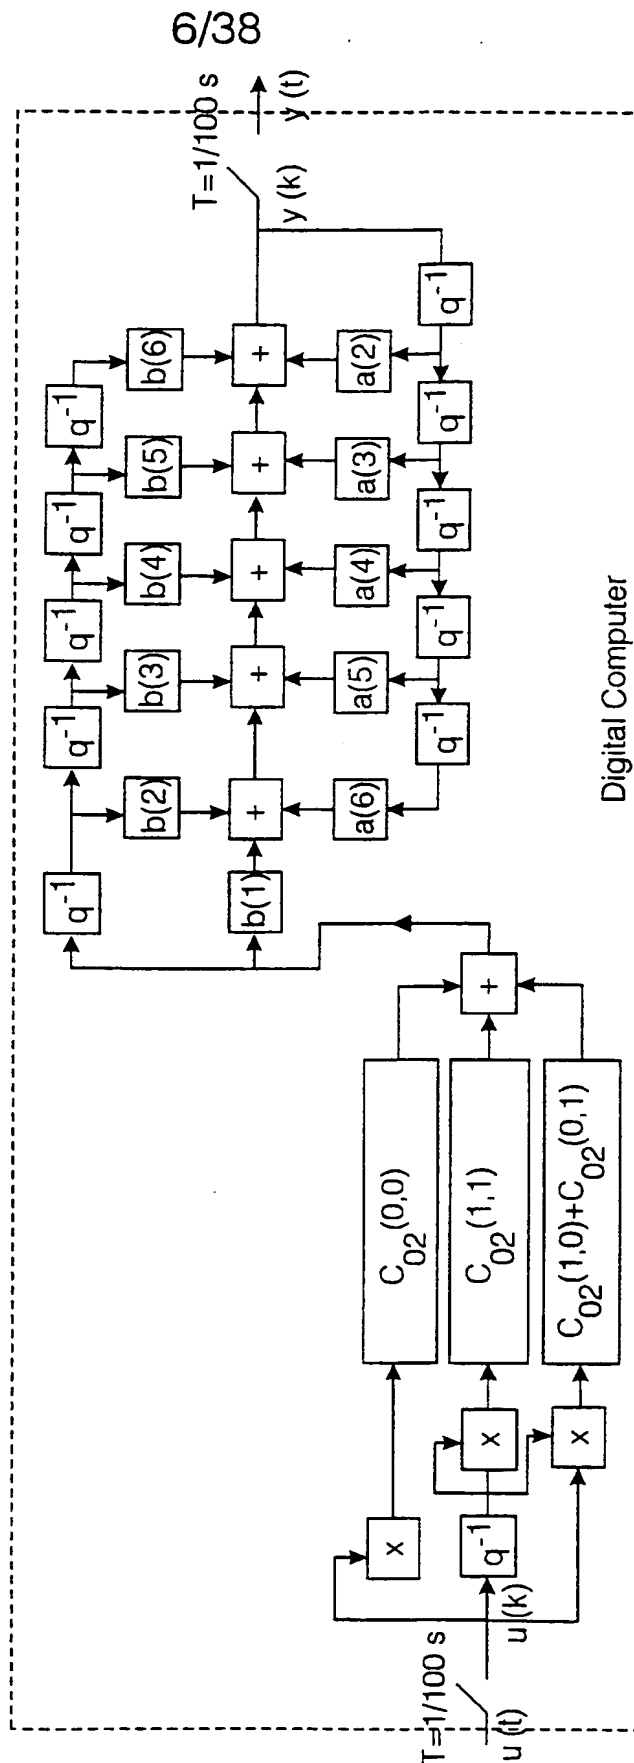 6/38
T=1/100 s
u (t)
u (k)
q⁻¹
x
x
x
C₀₂(0,0)
C₀₂(1,1)
C₀₂(1,0)+C₀₂(0,1)
+
q⁻¹
q⁻¹
q⁻¹
q⁻¹
q⁻¹
b(1)
b(2)
b(3)
b(4)
b(5)
b(6)
+
+
+
+
+
a(6)
a(5)
a(4)
a(3)
a(2)
q⁻¹
q⁻¹
q⁻¹
q⁻¹
q⁻¹
T=1/100 s
y (k)
y (t)
Digital Computer